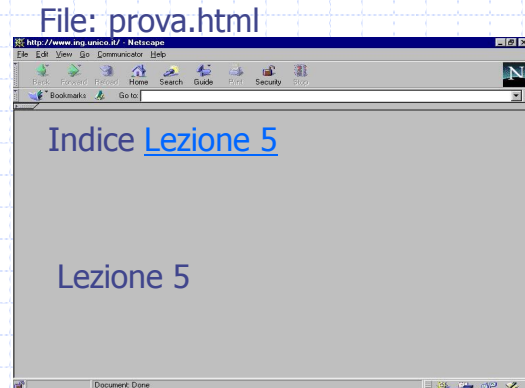 File: prova.html
http://www.ing.unico.it/ - Netscape
File Edit View Go Communicator Help
Back Forward Reload Home Search Guide Print Security Stop
Bookmarks Go to:
N
Indice Lezione 5
Lezione 5
Document: Done